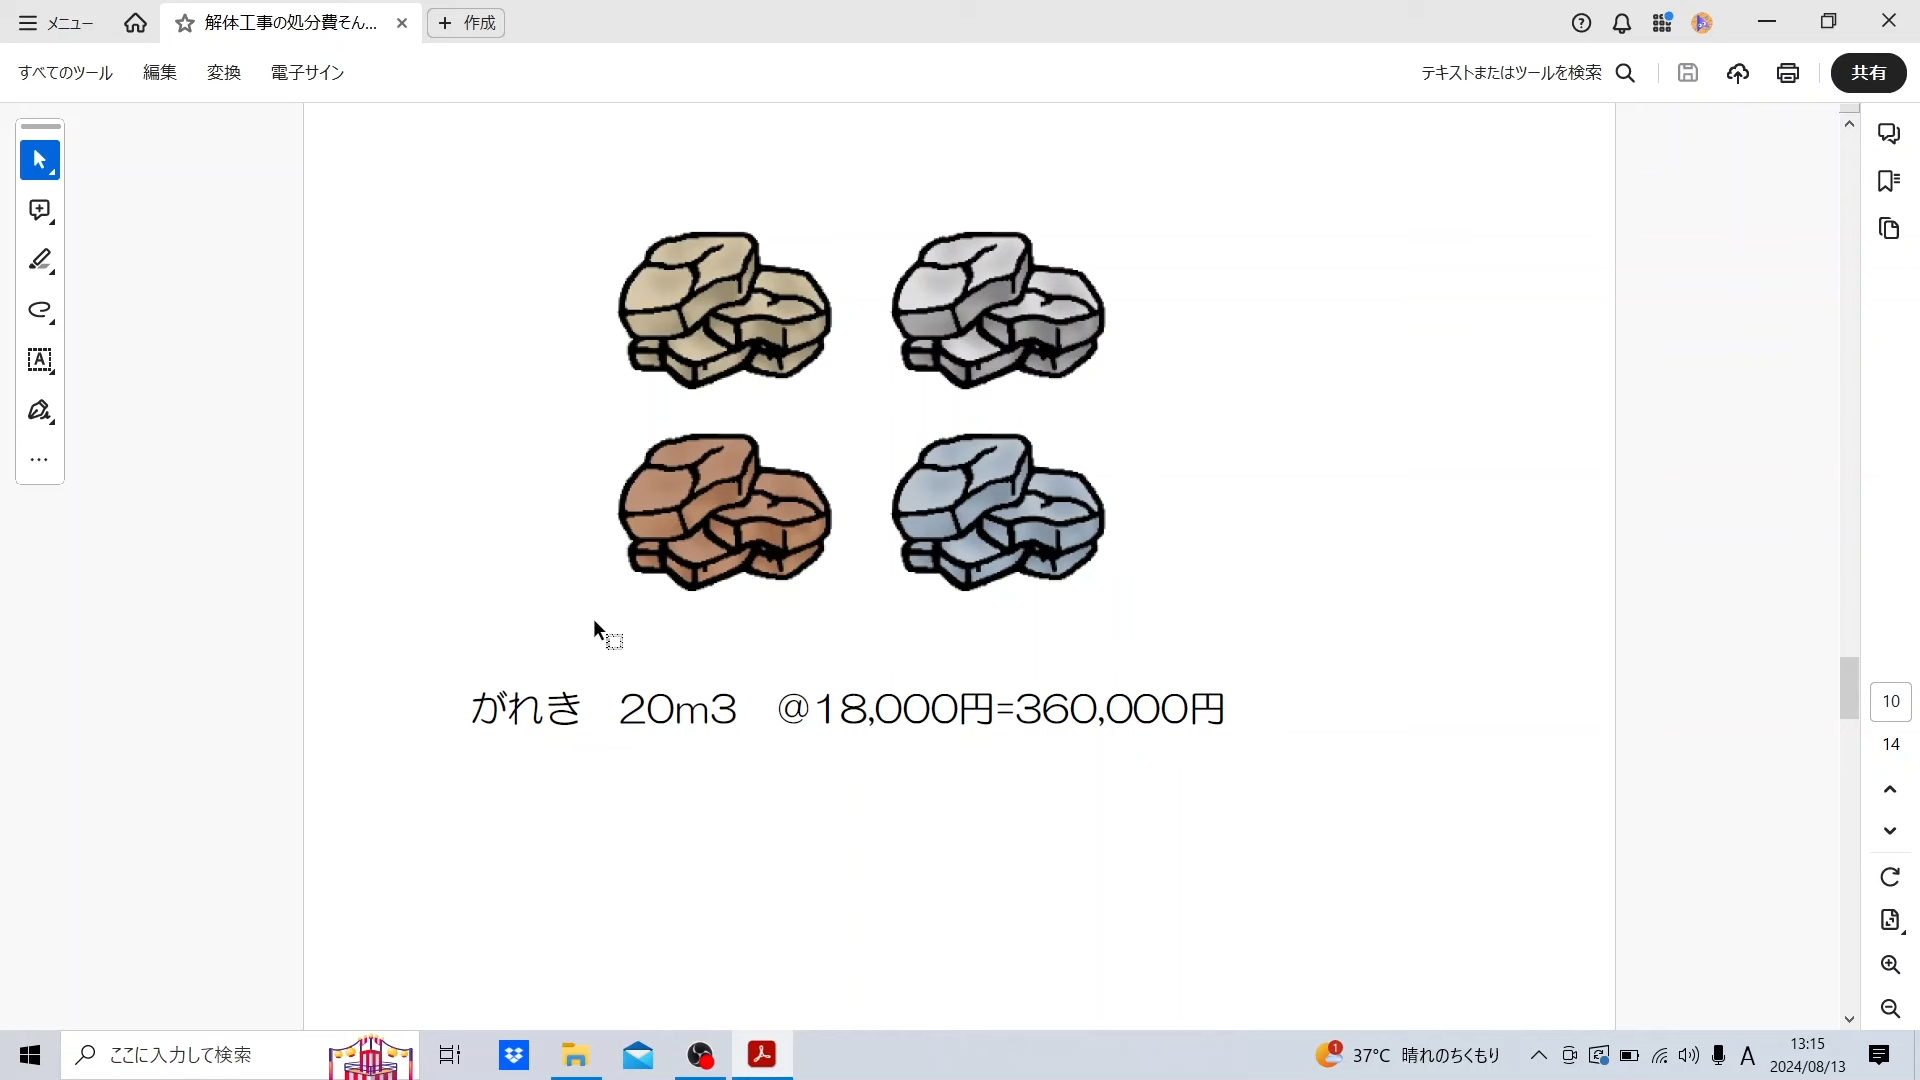 メニュー
解体工事の処分費そん...
作成
すべてのツール 編集 変換 電子サイン
テキストまたはツールを検索
共有
がれき 20m3 @18,000円=360,000円
10
14
ここに入力して検索
1
37°C 晴れのちくもり
A
13:15
2024/08/13